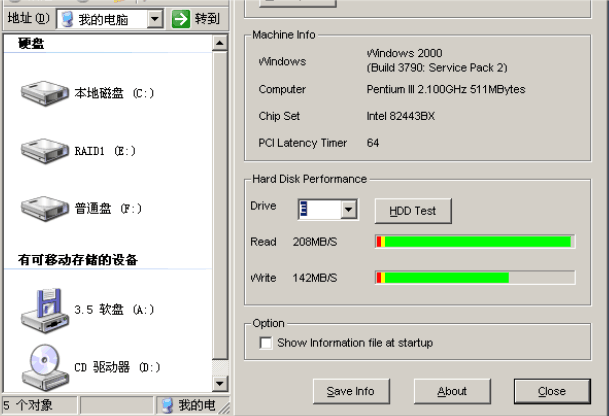 地址(D) 我的电脑 转到
硬盘
本地磁盘 (C:)
RAID1 (E:)
普通盘 (F:)
有可移动存储的设备
3.5 软盘 (A:)
CD 驱动器 (D:)
5 个对象 我的电
Machine Info
Windows Windows 2000
(Build 3790: Service Pack 2)
Computer Pentium III 2.100GHz 511MBytes
Chip Set Intel 82443BX
PCI Latency Timer 64
Hard Disk Performance
Drive E HDD Test
Read 208MB/S
Write 142MB/S
Option
Show Information file at startup
Save Info About Close